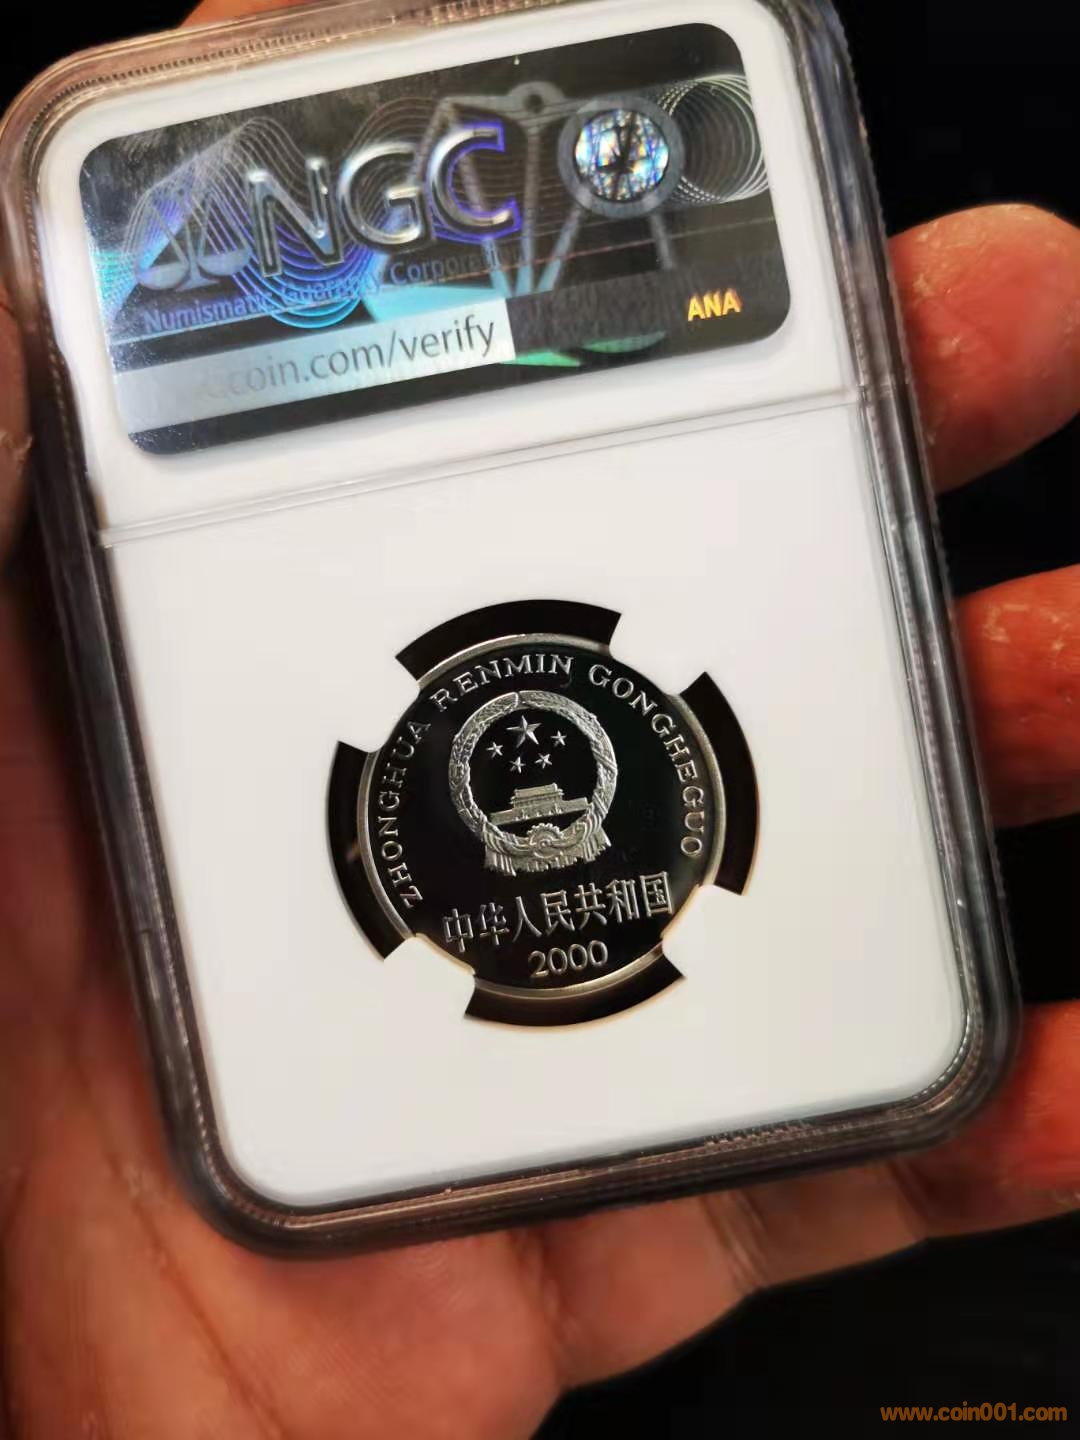 NGC
Numismatic Guaranty Corporation
coin.com/verify
ANA
ZHONGHUA RENMIN GONGHEGUO
中华人民共和国
2000
www.coin001.com